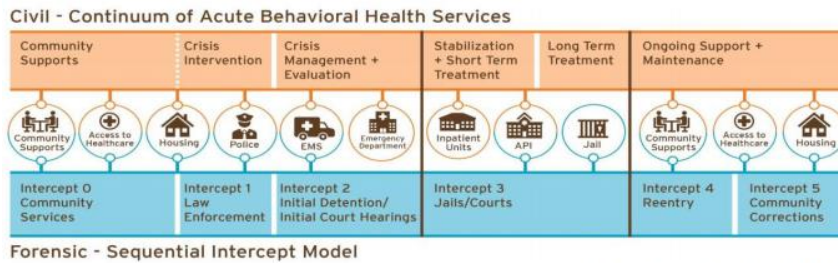 Civil - Continuum of Acute Behavioral Health Services
Community
Supports
Crisis
Intervention
Crisis
Management +
Evaluation
Stabilization
+ Short Term
Treatment
Long Term
Treatment
Ongoing Support +
Maintenance
Community
Supports
Access to
Healthcare
Housing
Police
EMS
Emergency
Department
Inpatient
Units
API
Jail
Community
Supports
Access to
Healthcare
Housing
Intercept 0
Community
Services
Intercept 1
Law
Enforcement
Intercept 2
Initial Detention/
Initial Court Hearings
Intercept 3
Jails/Courts
Intercept 4
Reentry
Intercept 5
Community
Corrections
Forensic - Sequential Intercept Model